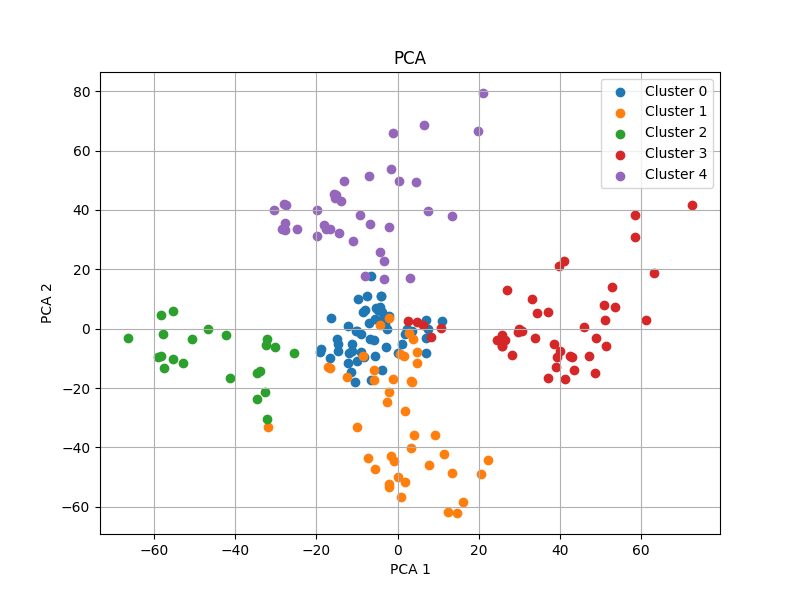 PCA
Cluster 0
Cluster 1
Cluster 2
Cluster 3
Cluster 4
80
60
40
20
0
−20
−40
−60
PCA 2
−60 −40 −20 0 20 40 60
PCA 1